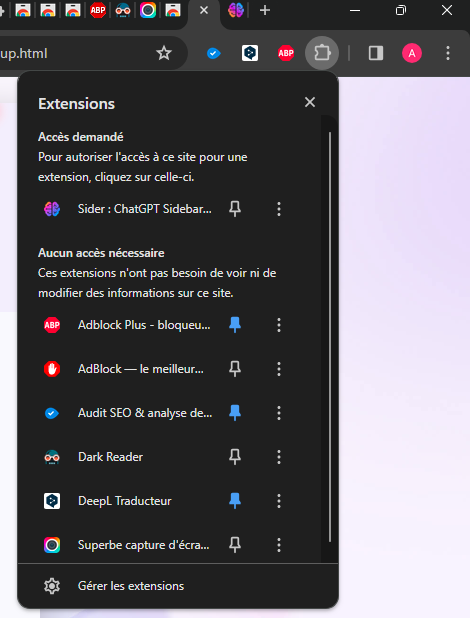 ABP
up.html
ABP
A
Extensions
Accès demandé
Pour autoriser l'accès à ce site pour une
extension, cliquez sur celle-ci.
Sider : ChatGPT Sidebar...
Aucun accès nécessaire
Ces extensions n'ont pas besoin de voir ni de
modifier des informations sur ce site.
ABP Adblock Plus - bloqueu...
AdBlock — le meilleur...
Audit SEO & analyse de...
Dark Reader
DeepL Traducteur
Superbe capture d'écra...
Gérer les extensions